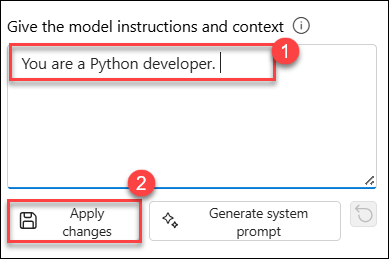 Give the model instructions and context
1
You are a Python developer.
2
Apply changes
Generate system prompt